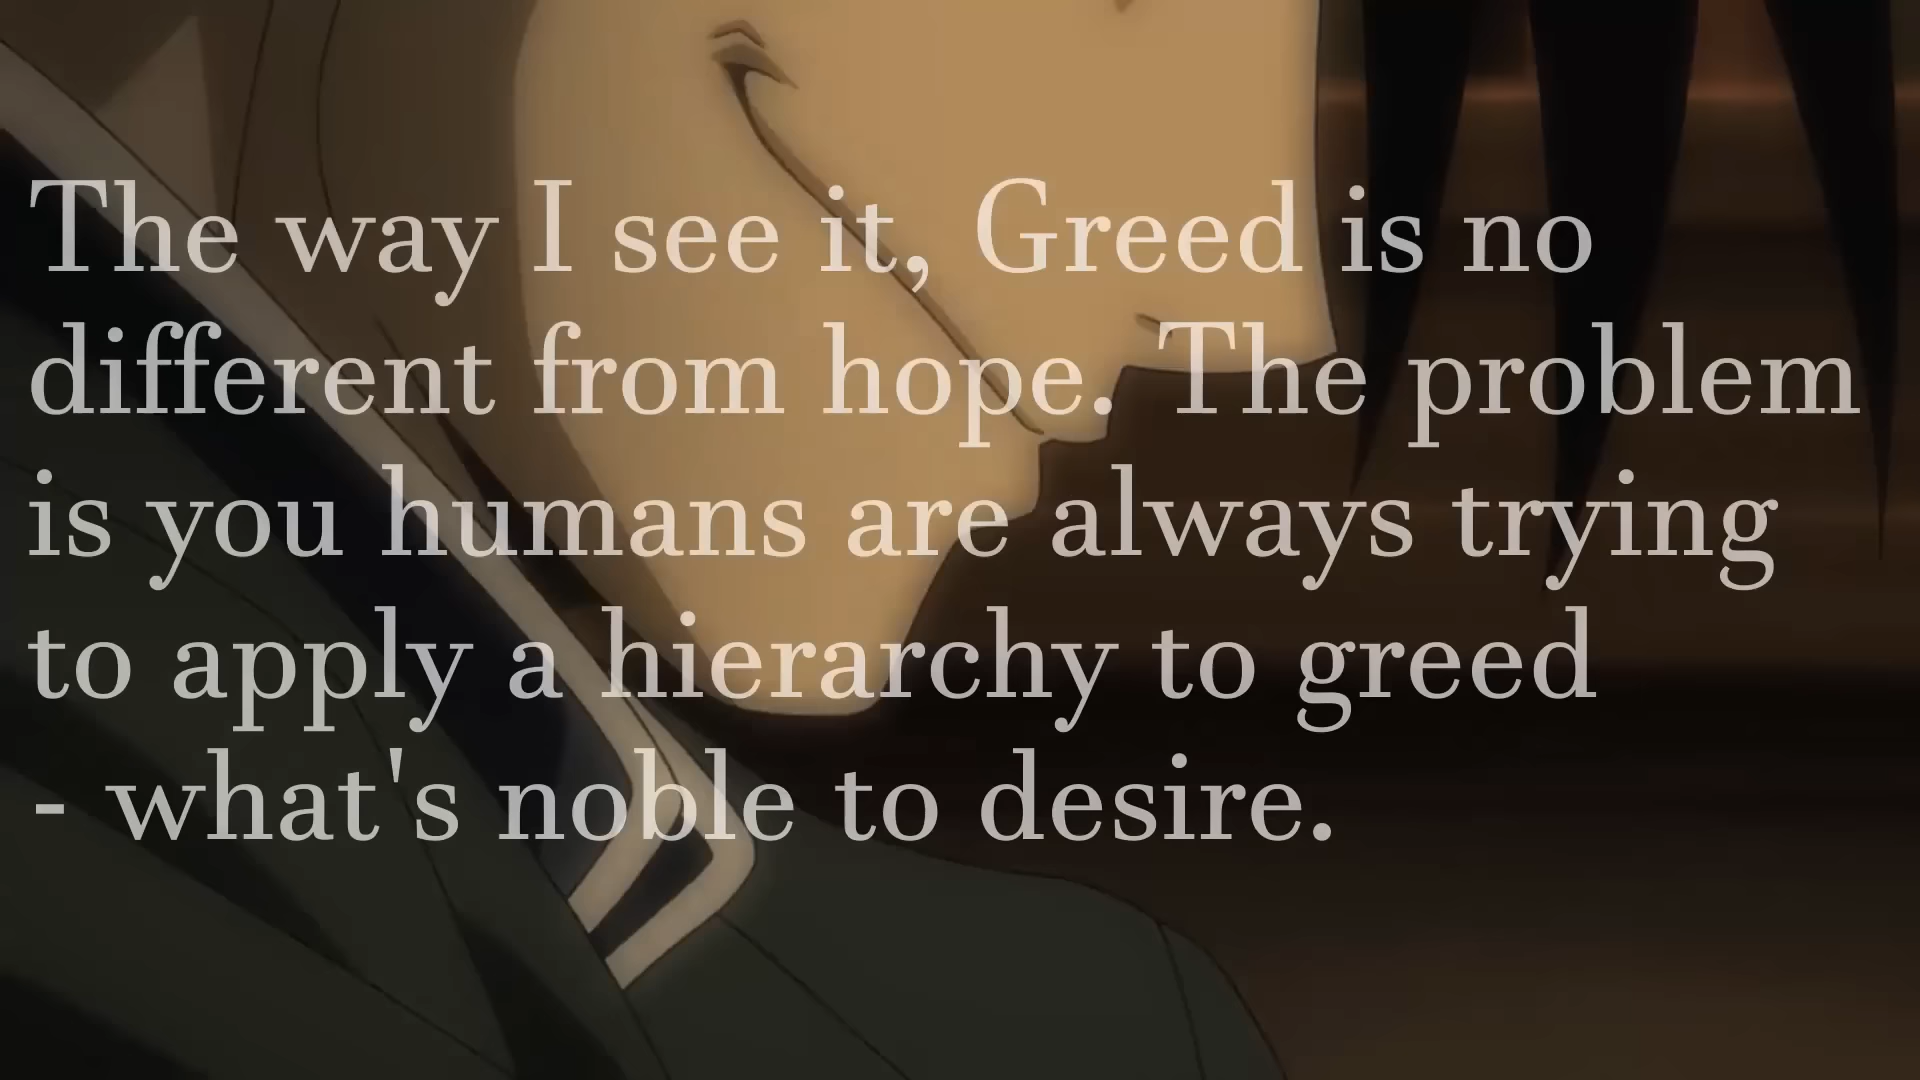 The way I see it, Greed is no
different from hope. The problem
is you humans are always trying
to apply a hierarchy to greed
- what's noble to desire.